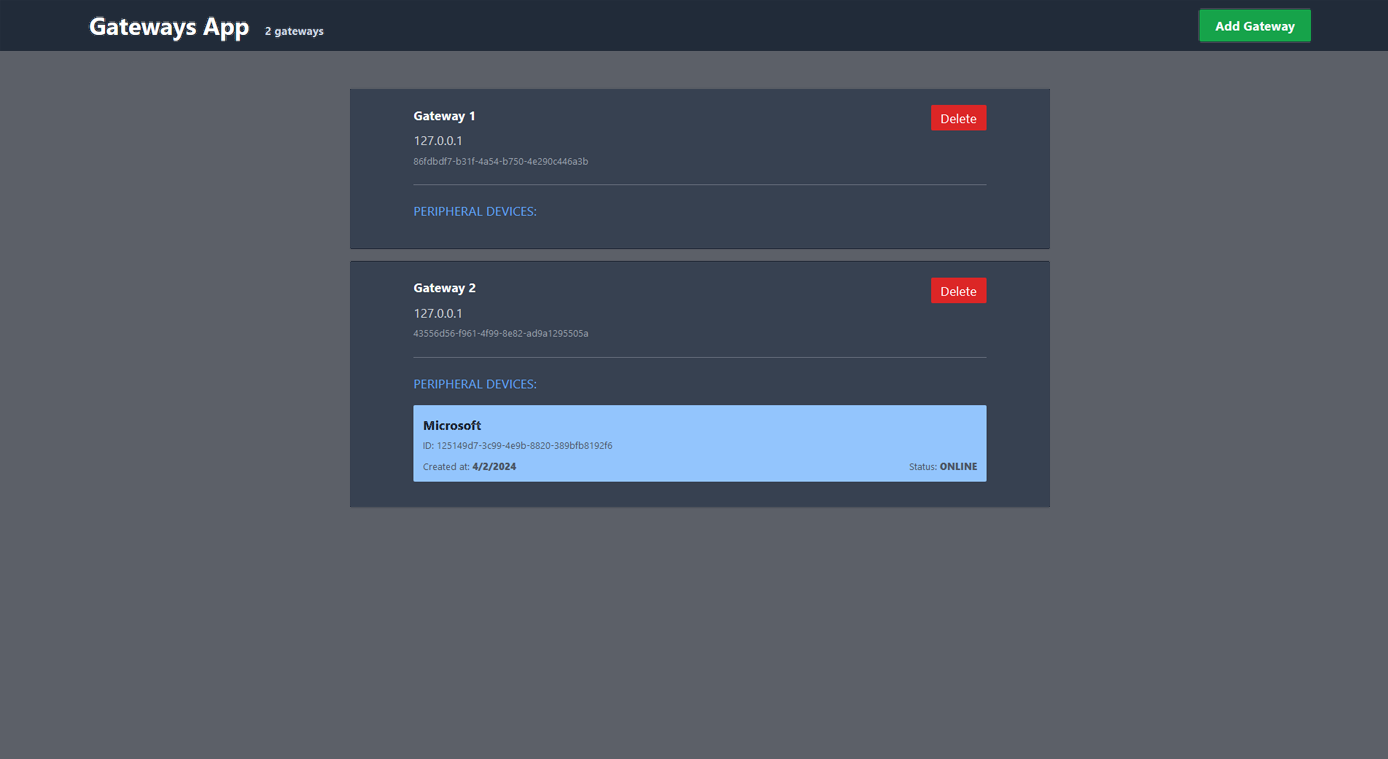 Gateways App 2 gateways Add Gateway
Gateway 1 Delete
127.0.0.1
86fdbdf7-b31f-4a54-b750-4e290c446a3b
PERIPHERAL DEVICES:
Gateway 2 Delete
127.0.0.1
43556d56-f961-4f99-8e82-ad9a1295505a
PERIPHERAL DEVICES:
Microsoft
ID: 125149d7-3c99-4e9b-8820-389bfb8192f6
Created at: 4/2/2024 Status: ONLINE